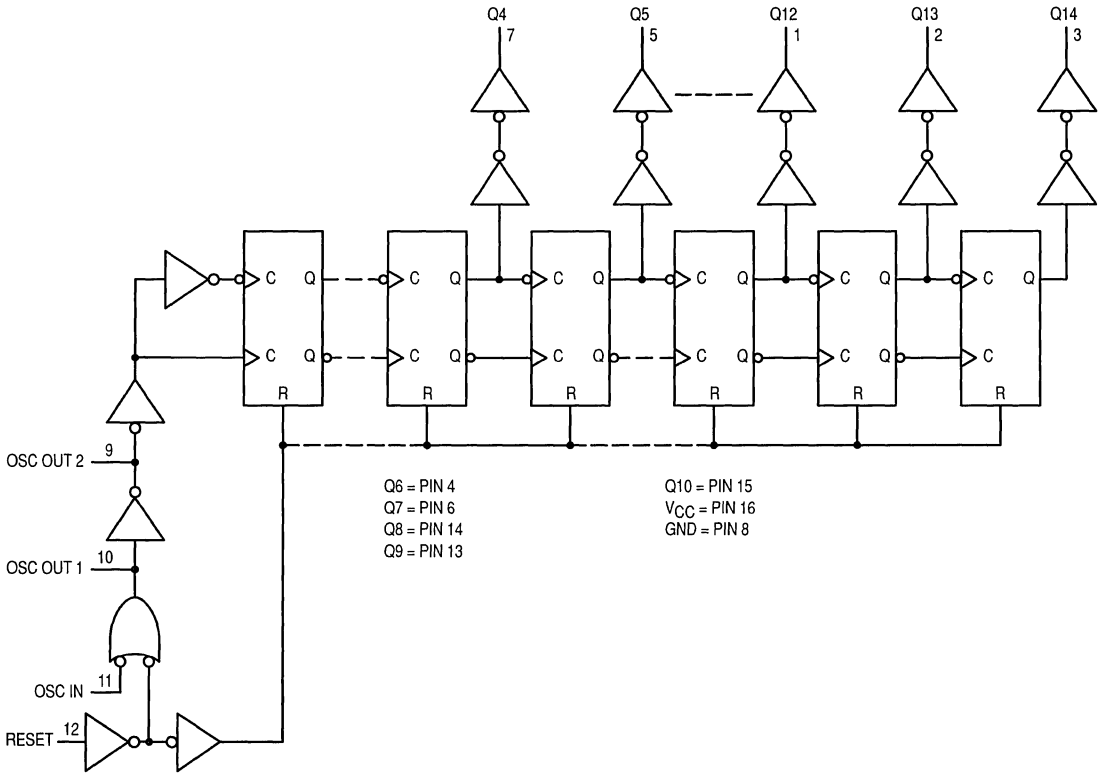 Q4
7
Q5
5
Q12
1
Q13
2
Q14
3
C Q
C Q
R
C Q
C Q
R
C Q
C Q
R
C Q
C Q
R
C Q
C Q
R
C Q
C
R
OSC OUT 2 9
OSC OUT 1 10
OSC IN 11
RESET 12
Q6 = PIN 4
Q7 = PIN 6
Q8 = PIN 14
Q9 = PIN 13
Q10 = PIN 15
VCC = PIN 16
GND = PIN 8